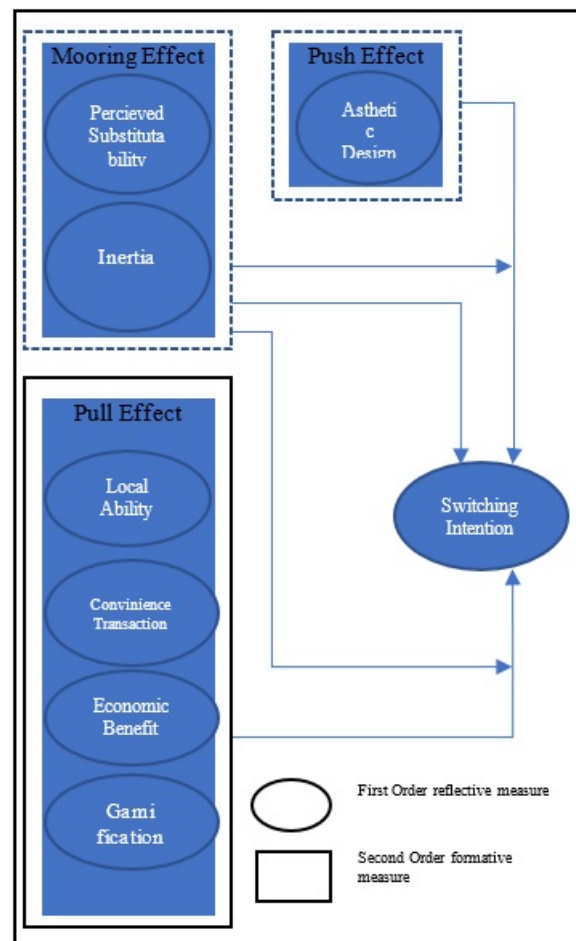 Mooring Effect
Percieved
Substituta
bility
Inertia
Push Effect
Astheti
c
Design
Pull Effect
Local
Ability
Convinience
Transaction
Economic
Benefit
Gami
fication
Switching
Intention
First Order reflective measure
Second Order formative
measure